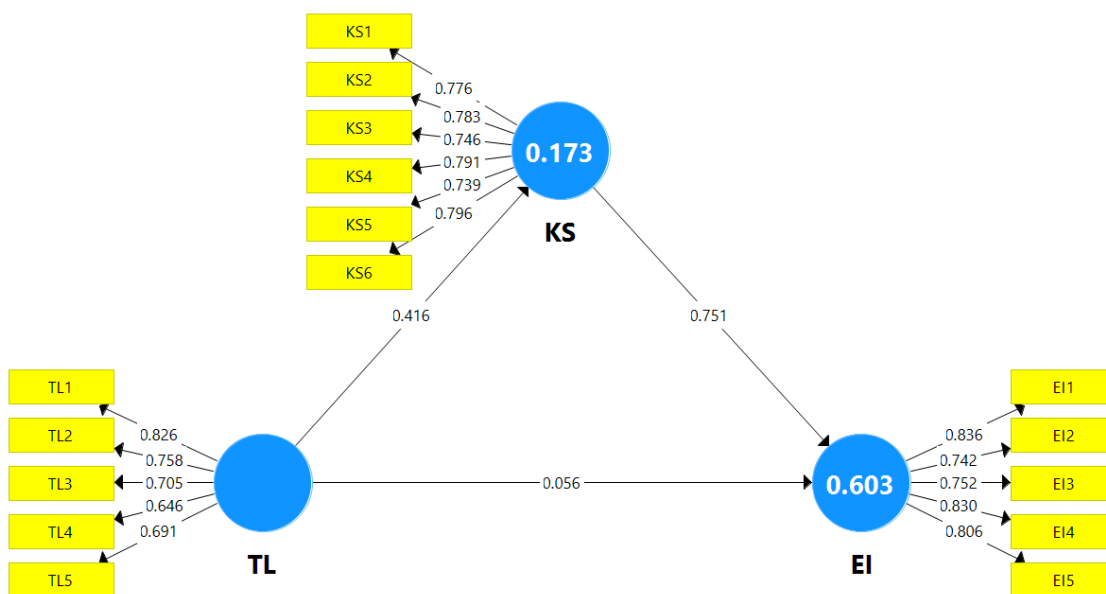 KS1
KS2
KS3
KS4
KS5
KS6
0.776
0.783
0.746
0.791
0.739
0.796
0.173
KS
0.416
0.751
TL1
TL2
TL3
TL4
TL5
0.826
0.758
0.705
0.646
0.691
TL
0.056
0.603
EI
0.836
0.742
0.752
0.830
0.806
EI1
EI2
EI3
EI4
EI5